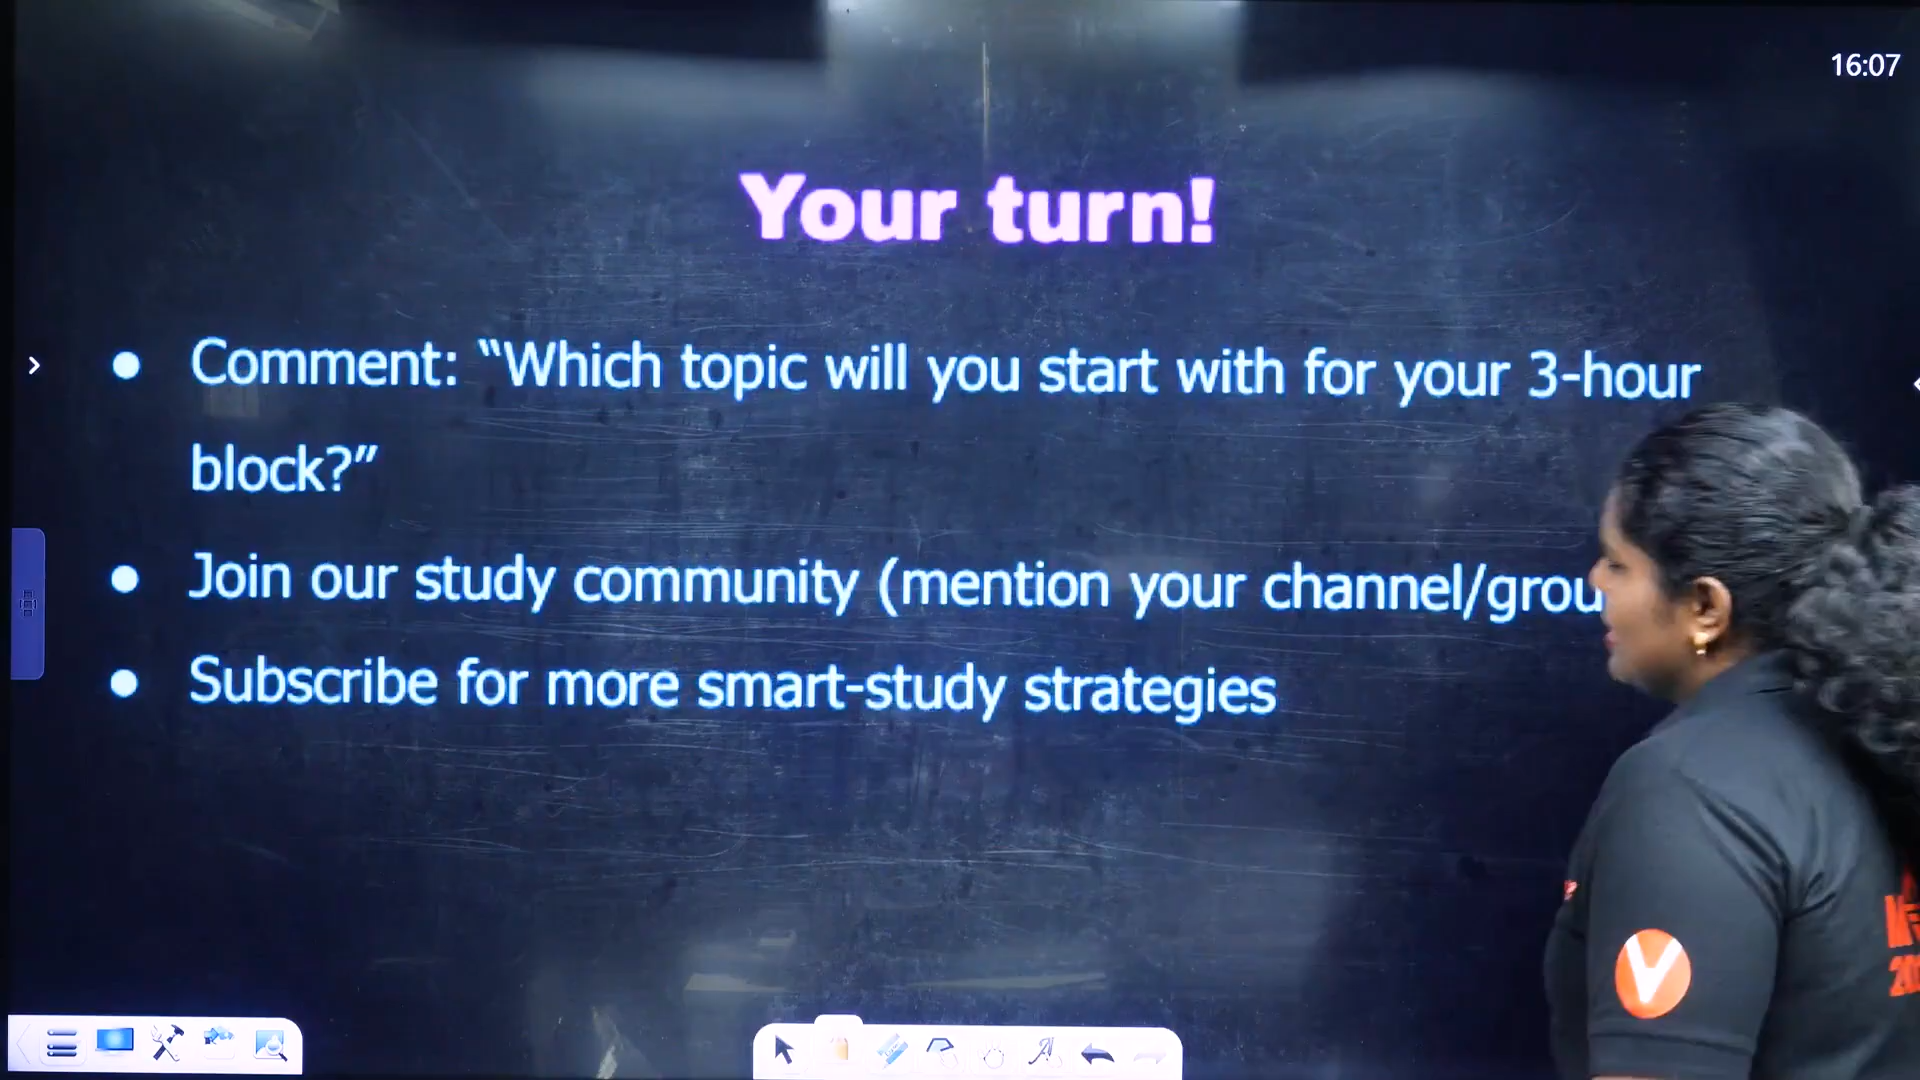 16:07
Your turn!
Comment: “Which topic will you start with for your 3-hour
block?”
Join our study community (mention your channel/grou
Subscribe for more smart-study strategies
V